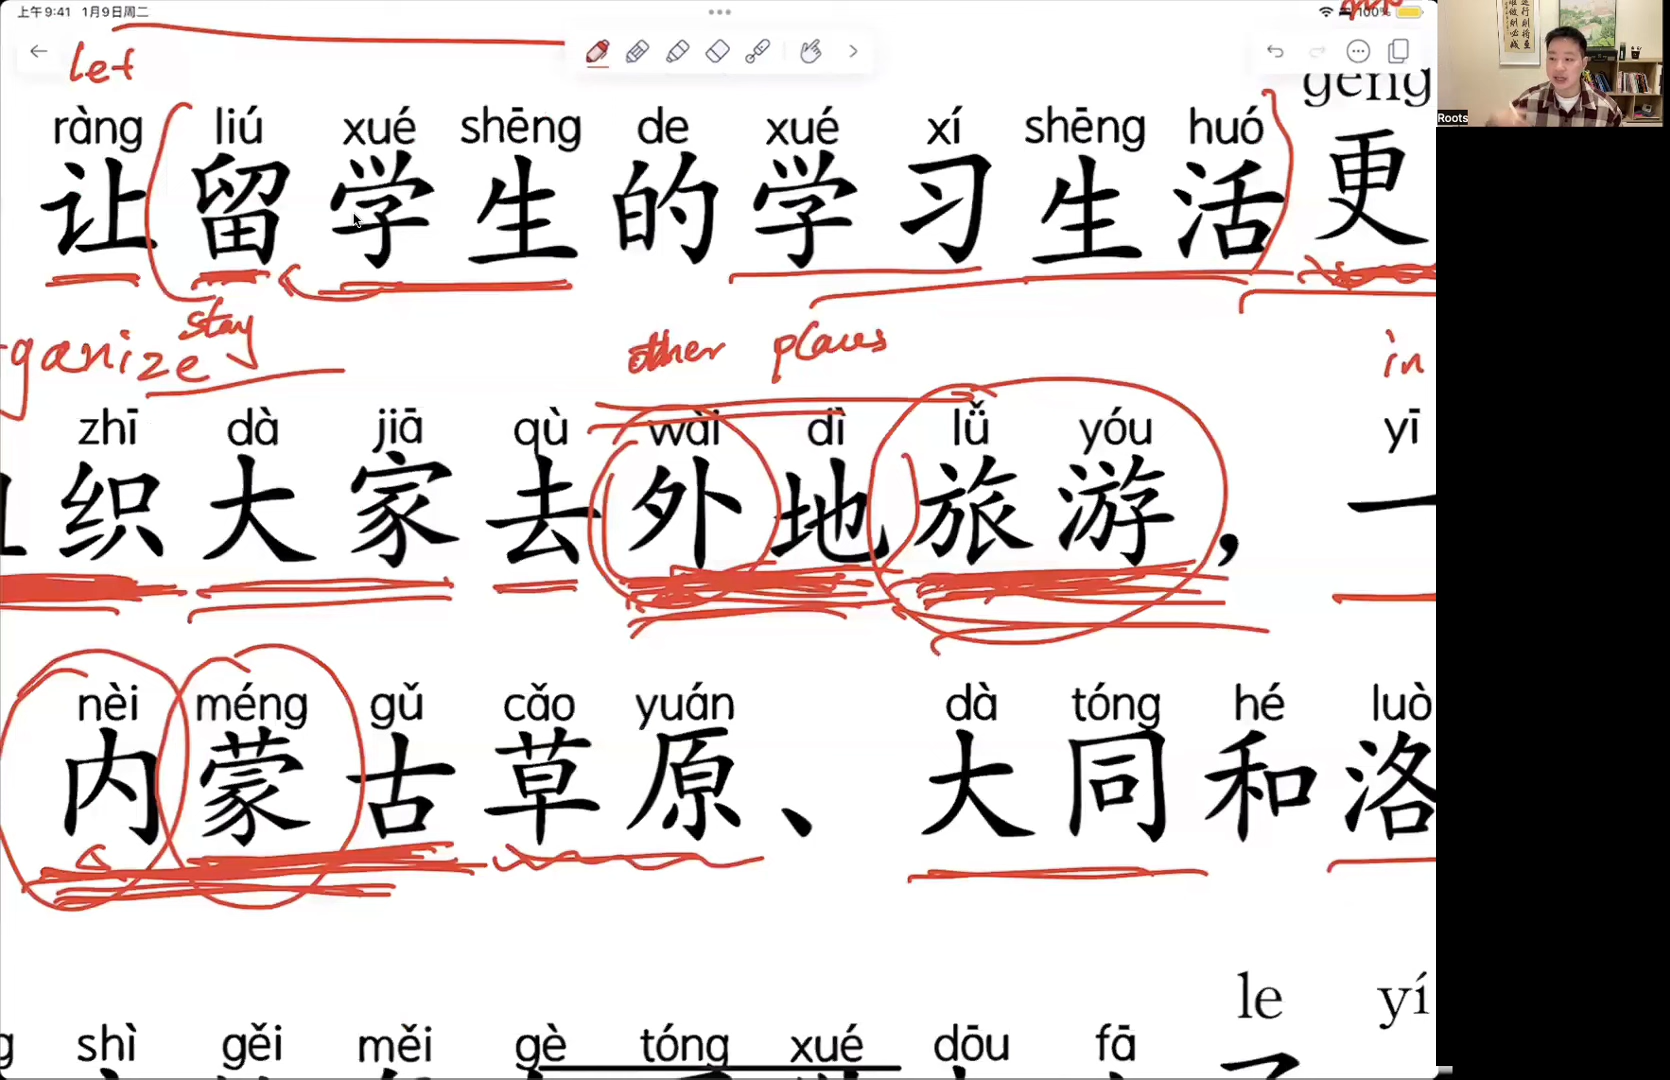 上午 9:41 1月9日周二
100%
let
gèng
ràng liú xué shēng de xué xí shēng huó
让留学生的学习生活更
Roots
stay
ganize other places in
zhī dà jiā qù wài dì lǚ yóu yī
织大家去外地旅游，一
nèi méng gǔ cǎo yuán dà tóng hé luò
内蒙古草原、大同和洛
le yí
shì gěi měi gè tóng xué dōu fā